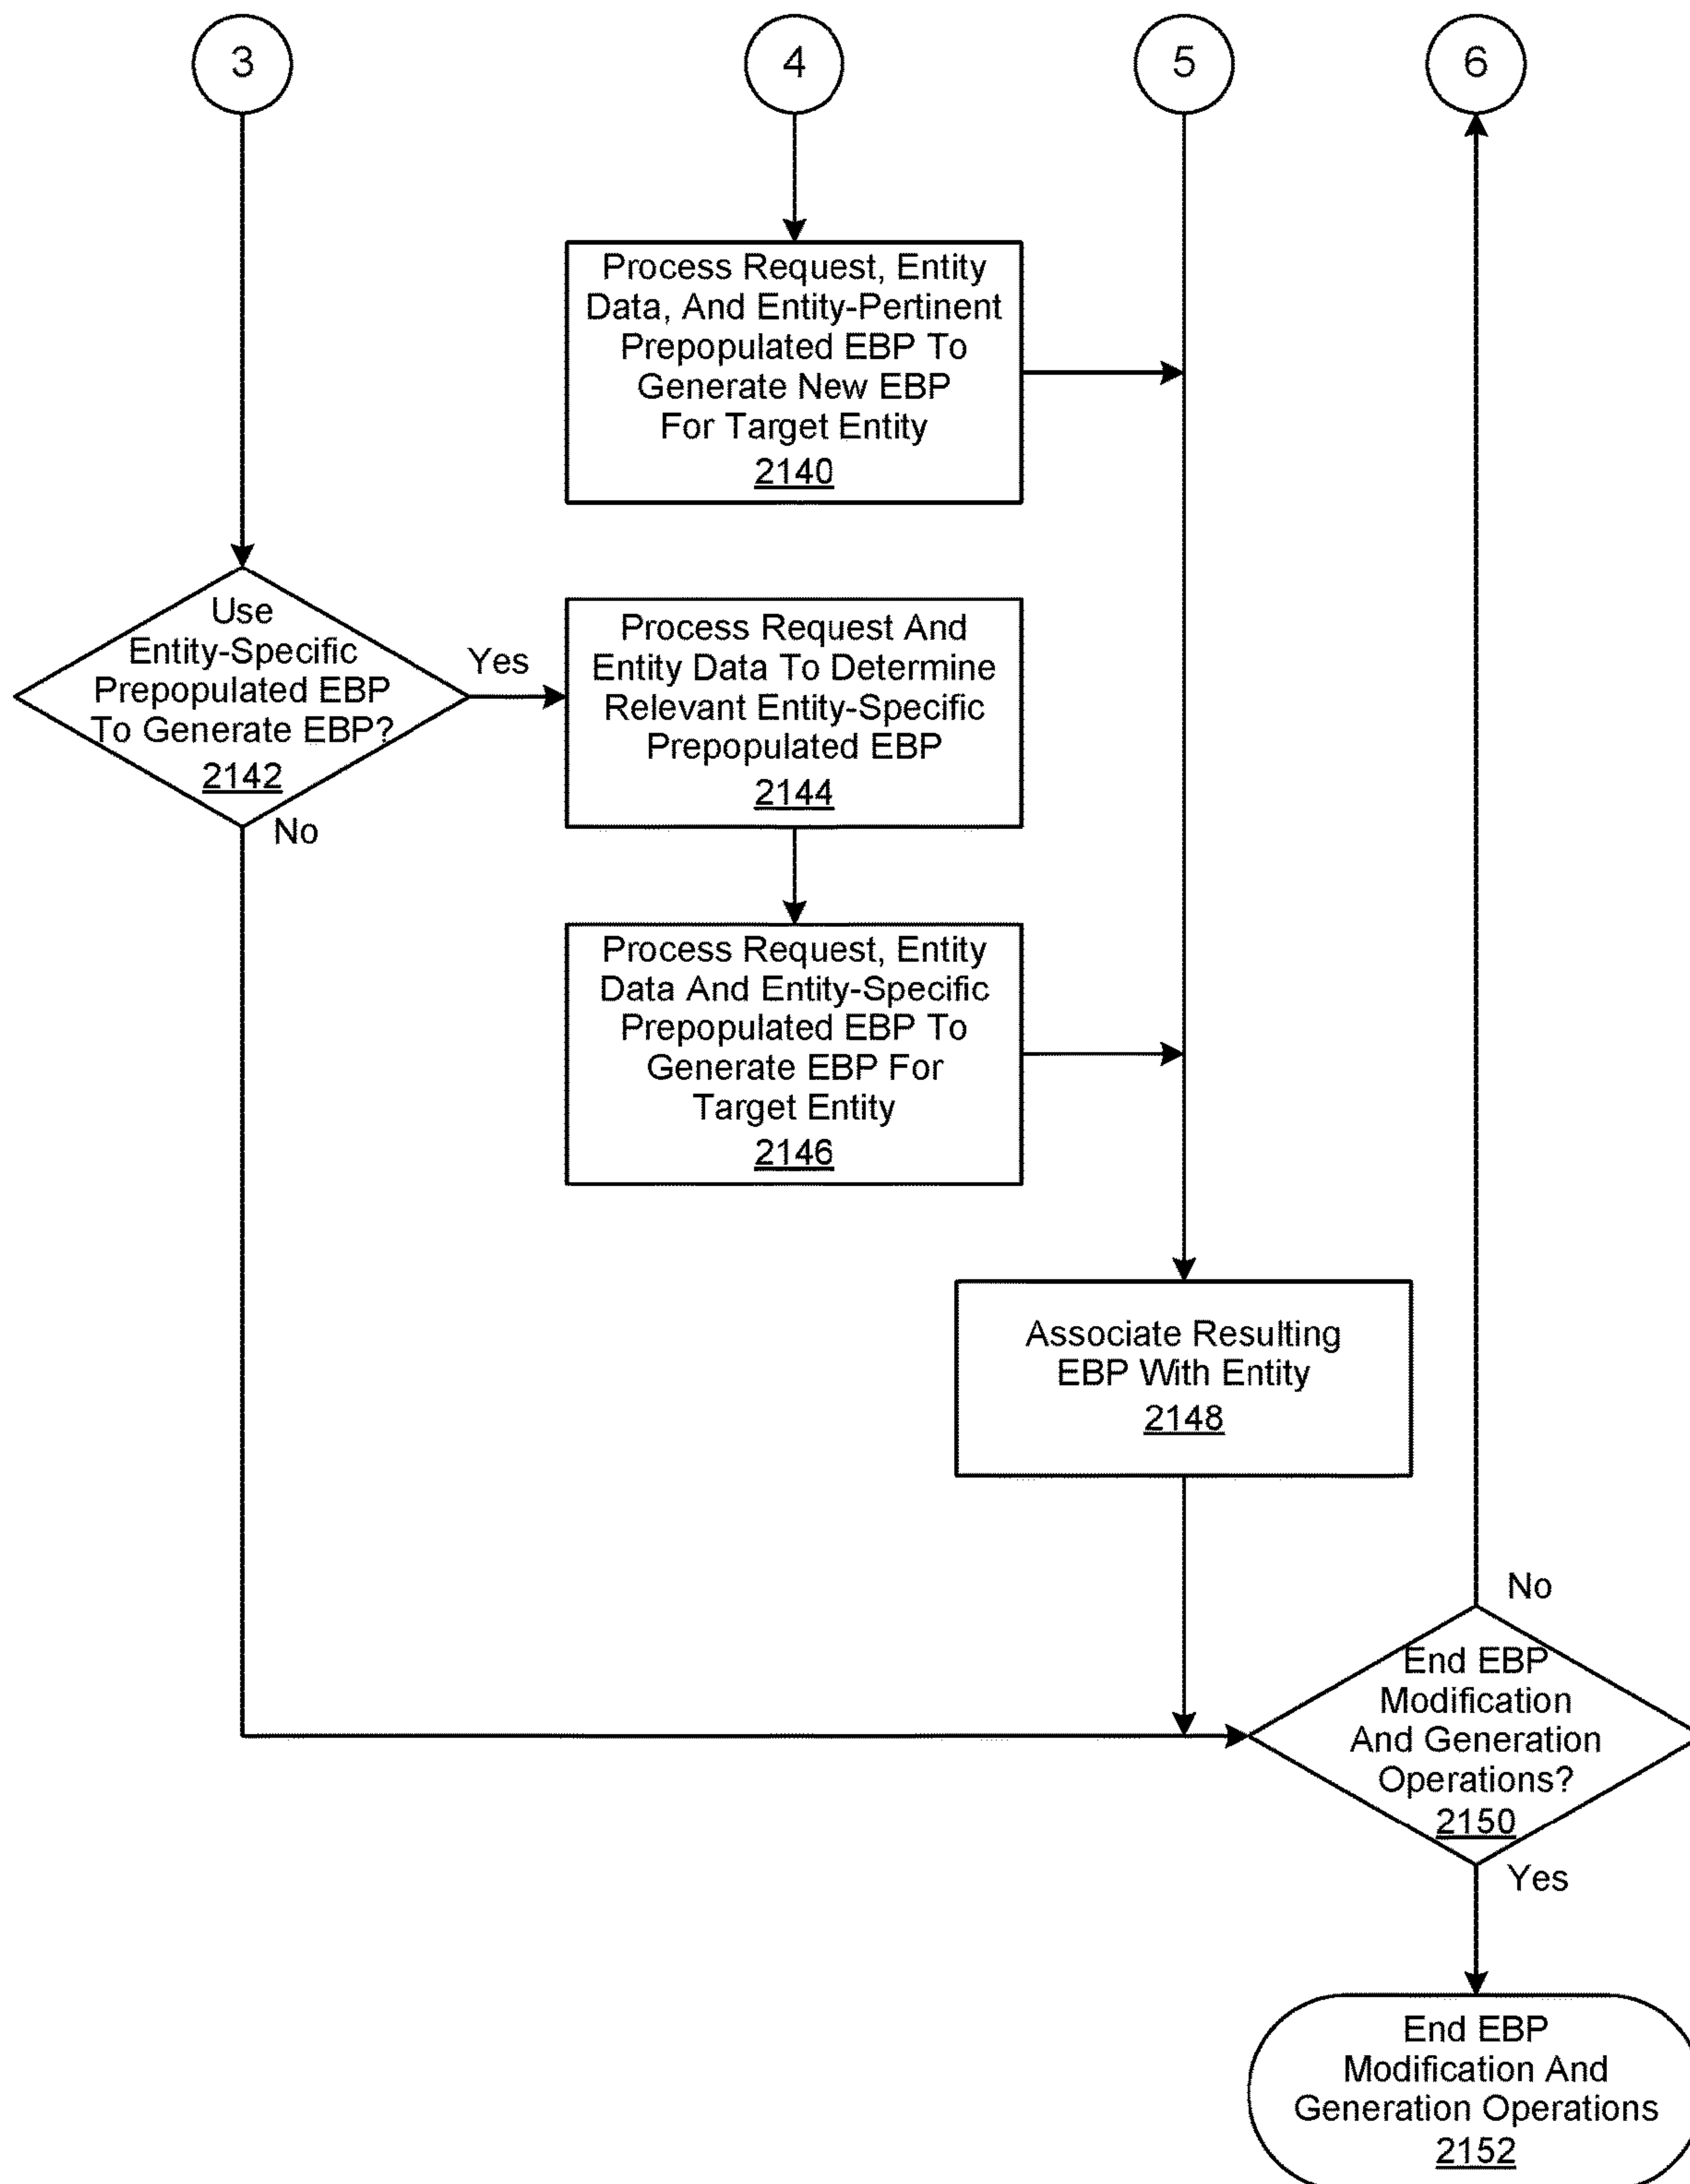 3
4
5
6
Process Request, Entity
Data, And Entity-Pertinent
Prepopulated EBP To
Generate New EBP
For Target Entity
2140
Use
Entity-Specific
Prepopulated EBP
To Generate EBP?
2142
Yes
No
Process Request And
Entity Data To Determine
Relevant Entity-Specific
Prepopulated EBP
2144
Process Request, Entity
Data And Entity-Specific
Prepopulated EBP To
Generate EBP For
Target Entity
2146
Associate Resulting
EBP With Entity
2148
No
End EBP
Modification
And Generation
Operations?
2150
Yes
End EBP
Modification And
Generation Operations
2152